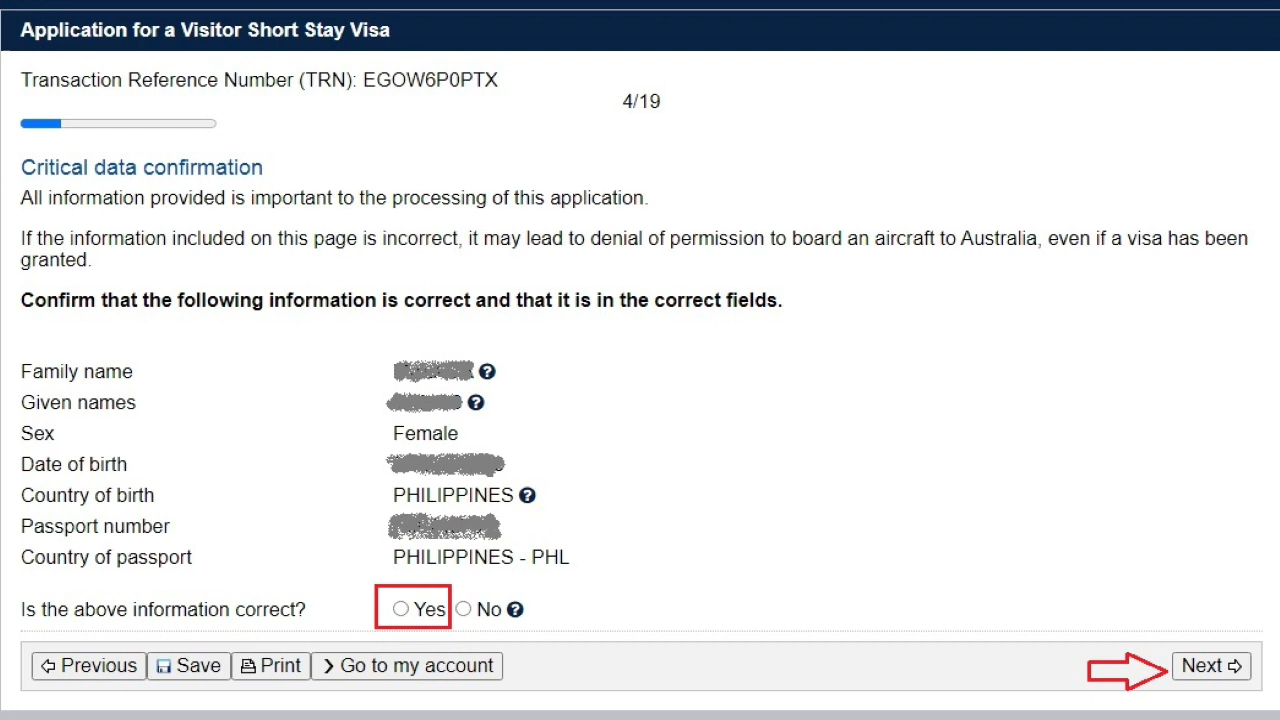 Application for a Visitor Short Stay Visa
Transaction Reference Number (TRN): EGOW6P0PTX
4/19
Critical data confirmation
All information provided is important to the processing of this application.
If the information included on this page is incorrect, it may lead to denial of permission to board an aircraft to Australia, even if a visa has been
granted.
Confirm that the following information is correct and that it is in the correct fields.
Family name
Given names
Sex Female
Date of birth
Country of birth PHILIPPINES
Passport number
Country of passport PHILIPPINES - PHL
Is the above information correct? Yes No
Previous Save Print Go to my account Next